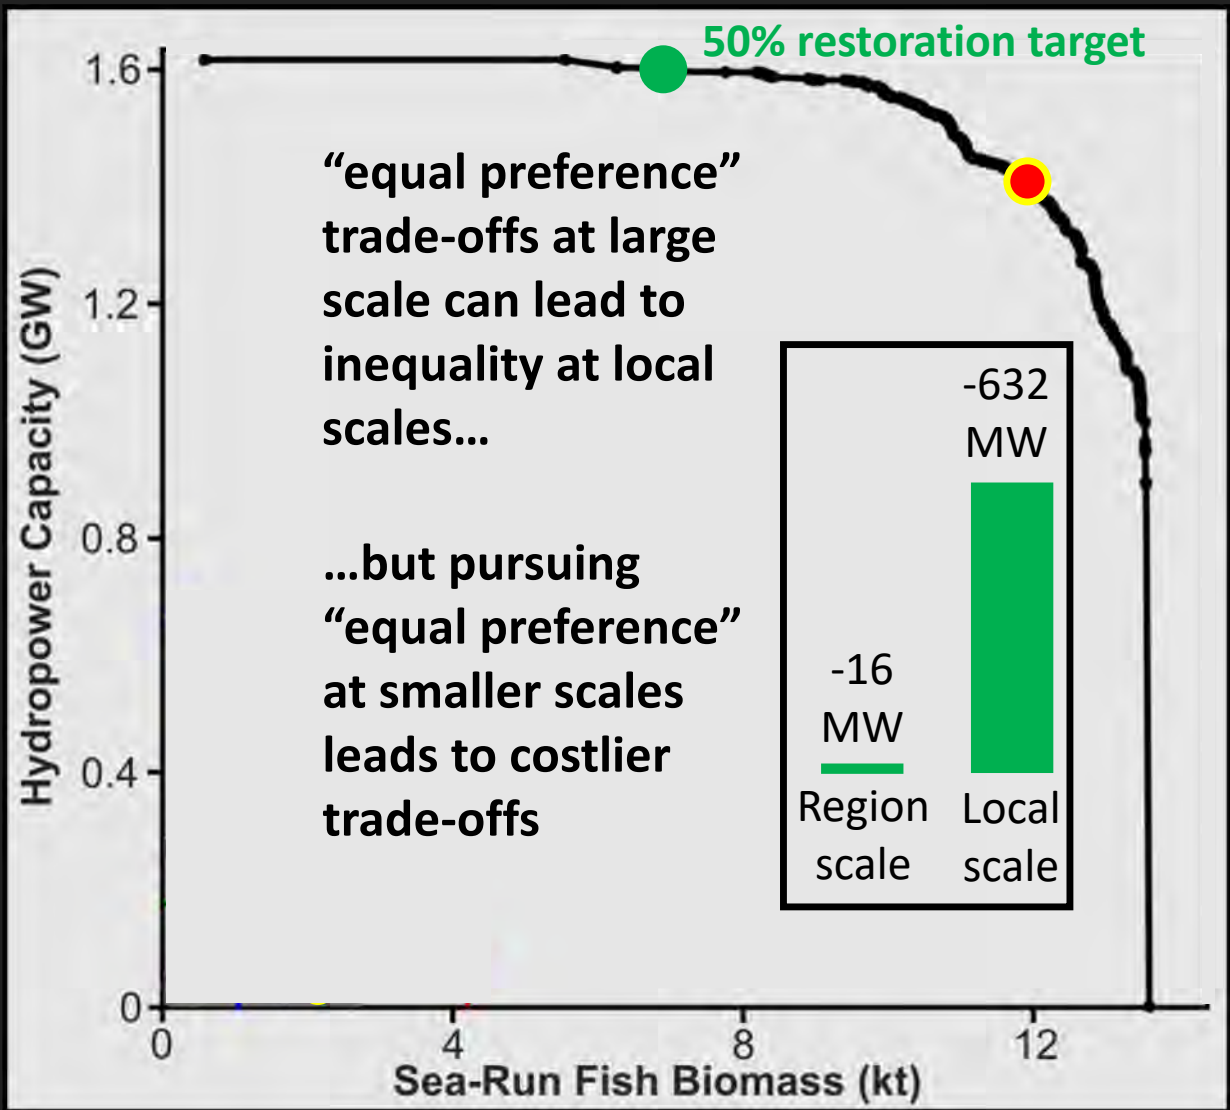 50% restoration target
1.6
1.2
0.8
0.4
0
Hydropower Capacity (GW)
“equal preference”
trade-offs at large
scale can lead to
inequality at local
scales…
…but pursuing
“equal preference”
at smaller scales
leads to costlier
trade-offs
-632
MW
-16
MW
Region
scale
Local
scale
0
4
8
12
Sea-Run Fish Biomass (kt)